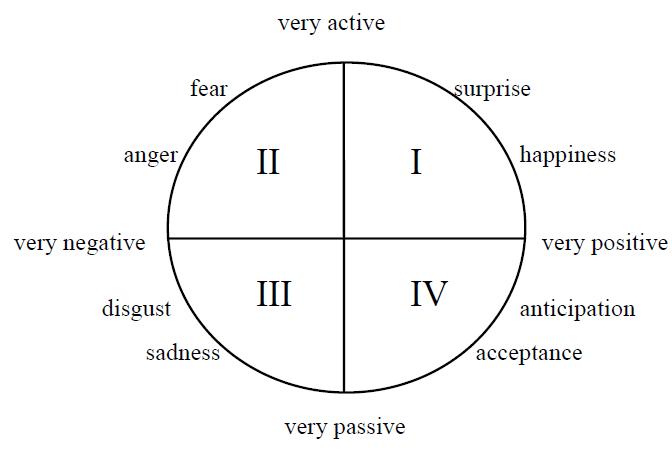 very active
fear
surprise
anger
II
I
happiness
very negative
very positive
disgust
III
IV
anticipation
sadness
acceptance
very passive